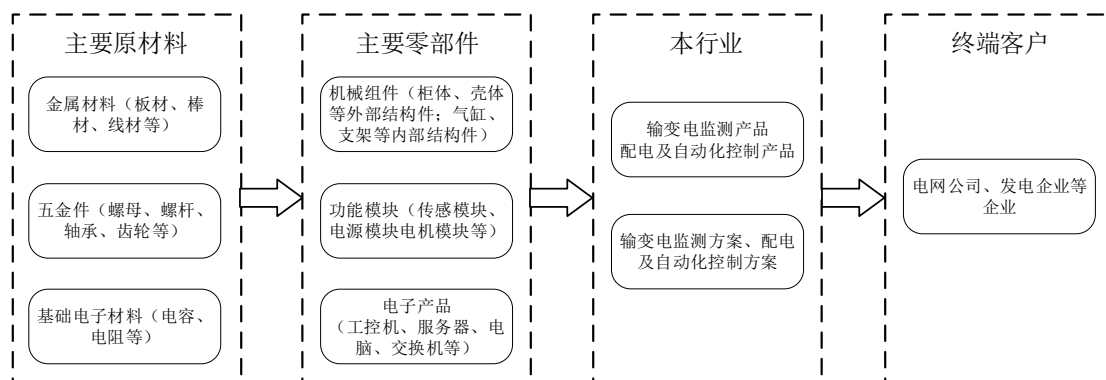 主要原材料
金属材料（板材、棒
材、线材等）
五金件（螺母、螺杆、
轴承、齿轮等）
基础电子材料（电容、
电阻等）
主要零部件
机械组件（柜体、壳体
等外部结构件；气缸、
支架等内部结构件）
功能模块（传感模块、
电源模块电机模块等）
电子产品
（工控机、服务器、电
脑、交换机等）
本行业
输变电监测产品
配电及自动化控制产品
输变电监测方案、配电
及自动化控制方案
终端客户
电网公司、发电企业等
企业